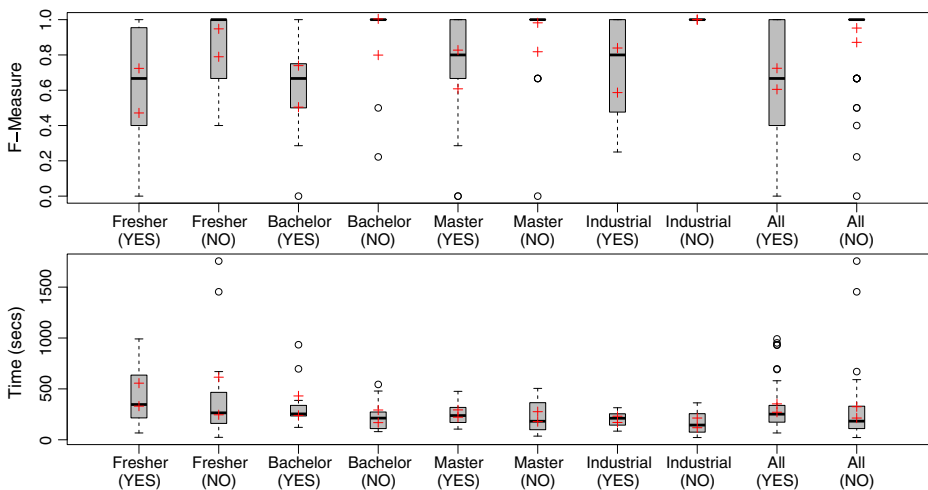 F−Measure
1.0
0.8
0.6
0.4
0.2
0.0
Fresher Fresher Bachelor Bachelor Master Master Industrial Industrial All All
(YES) (NO) (YES) (NO) (YES) (NO) (YES) (NO) (YES) (NO)
Time (secs)
1500
1000
500
0
Fresher Fresher Bachelor Bachelor Master Master Industrial Industrial All All
(YES) (NO) (YES) (NO) (YES) (NO) (YES) (NO) (YES) (NO)